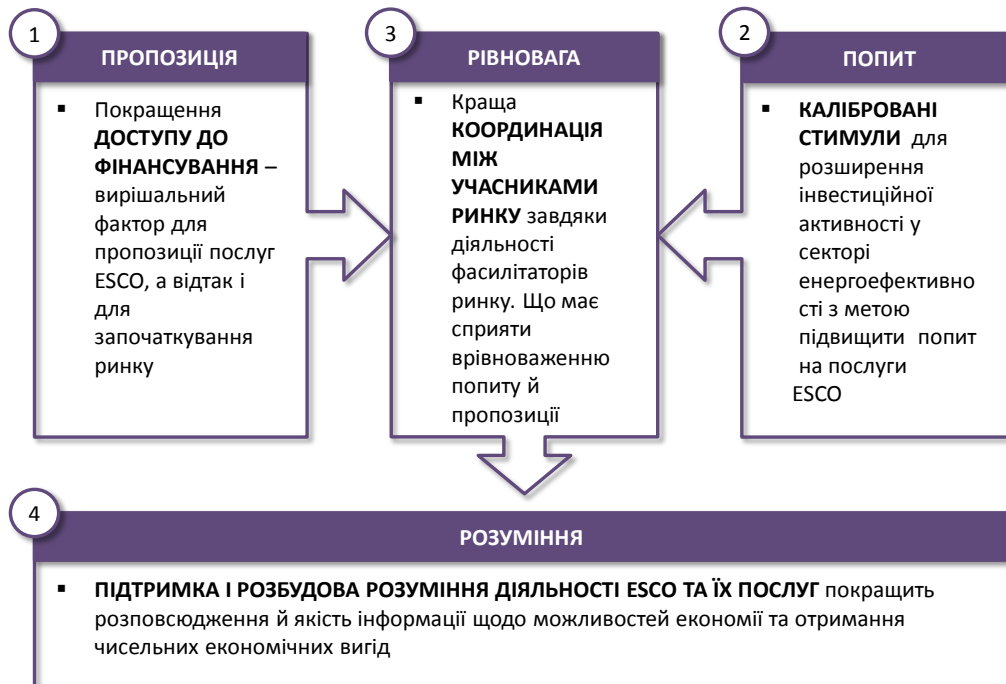 1
ПРОПОЗИЦІЯ
▪ Покращення
ДОСТУПУ ДО
ФІНАНСУВАННЯ –
вирішальний
фактор для
пропозиції послуг
ESCO, а відтак і
для
започаткування
ринку
3
РІВНОВАГА
▪ Краща
КООРДИНАЦІЯ
МІЖ
УЧАСНИКАМИ
РИНКУ завдяки
діяльності
фасилітаторів
ринку. Що має
сприяти
врівноваженню
попиту й
пропозиції
2
ПОПИТ
▪ КАЛІБРОВАНІ
СТИМУЛИ для
розширення
інвестиційної
активності у
секторі
енергоефективно
сті з метою
підвищити попит
на послуги
ESCO
4
РОЗУМІННЯ
▪ ПІДТРИМКА І РОЗБУДОВА РОЗУМІННЯ ДІЯЛЬНОСТІ ESCO ТА ЇХ ПОСЛУГ покращить
розповсюдження й якість інформації щодо можливостей економії та отримання
чисельних економічних вигід